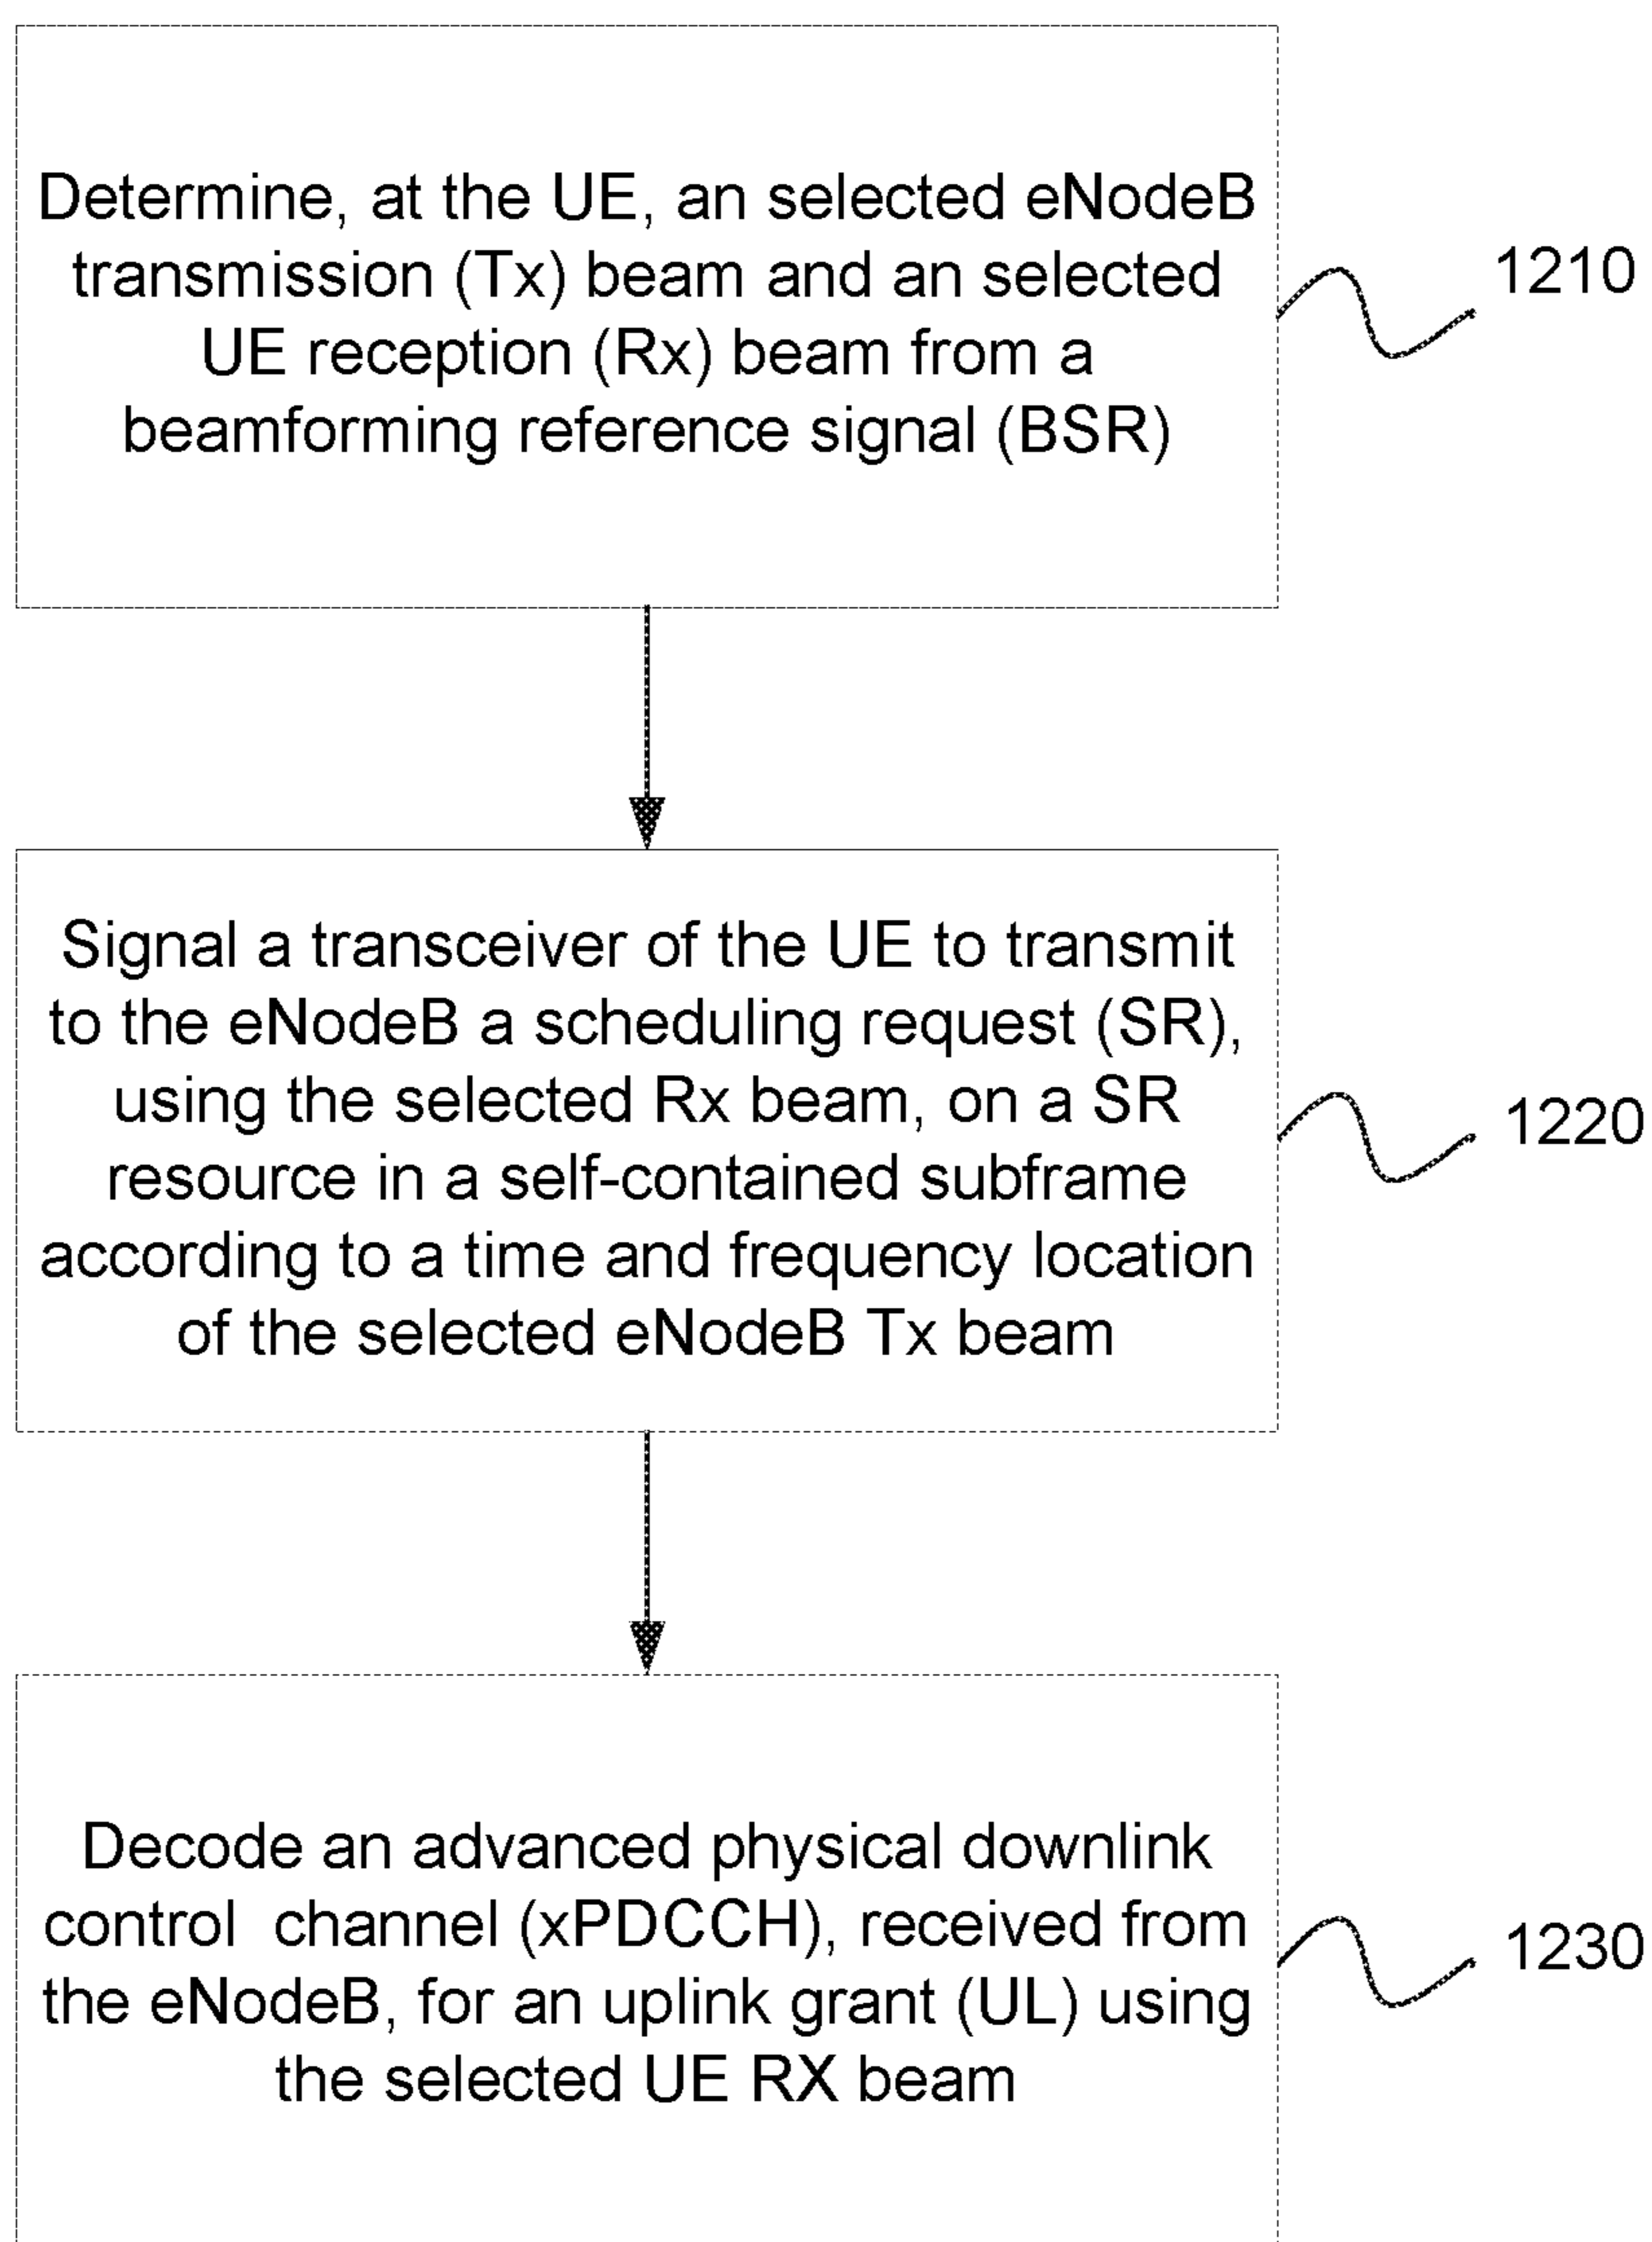 Determine, at the UE, an selected eNodeB
transmission (Tx) beam and an selected
UE reception (Rx) beam from a
beamforming reference signal (BSR)
1210
Signal a transceiver of the UE to transmit
to the eNodeB a scheduling request (SR),
using the selected Rx beam, on a SR
resource in a self-contained subframe
according to a time and frequency location
of the selected eNodeB Tx beam
1220
Decode an advanced physical downlink
control channel (xPDCCH), received from
the eNodeB, for an uplink grant (UL) using
the selected UE RX beam
1230